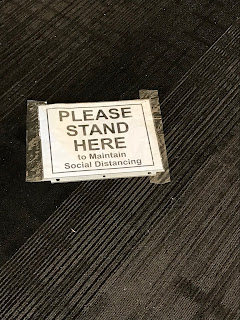 PLEASE
STAND
HERE
to Maintain
Social Distancing